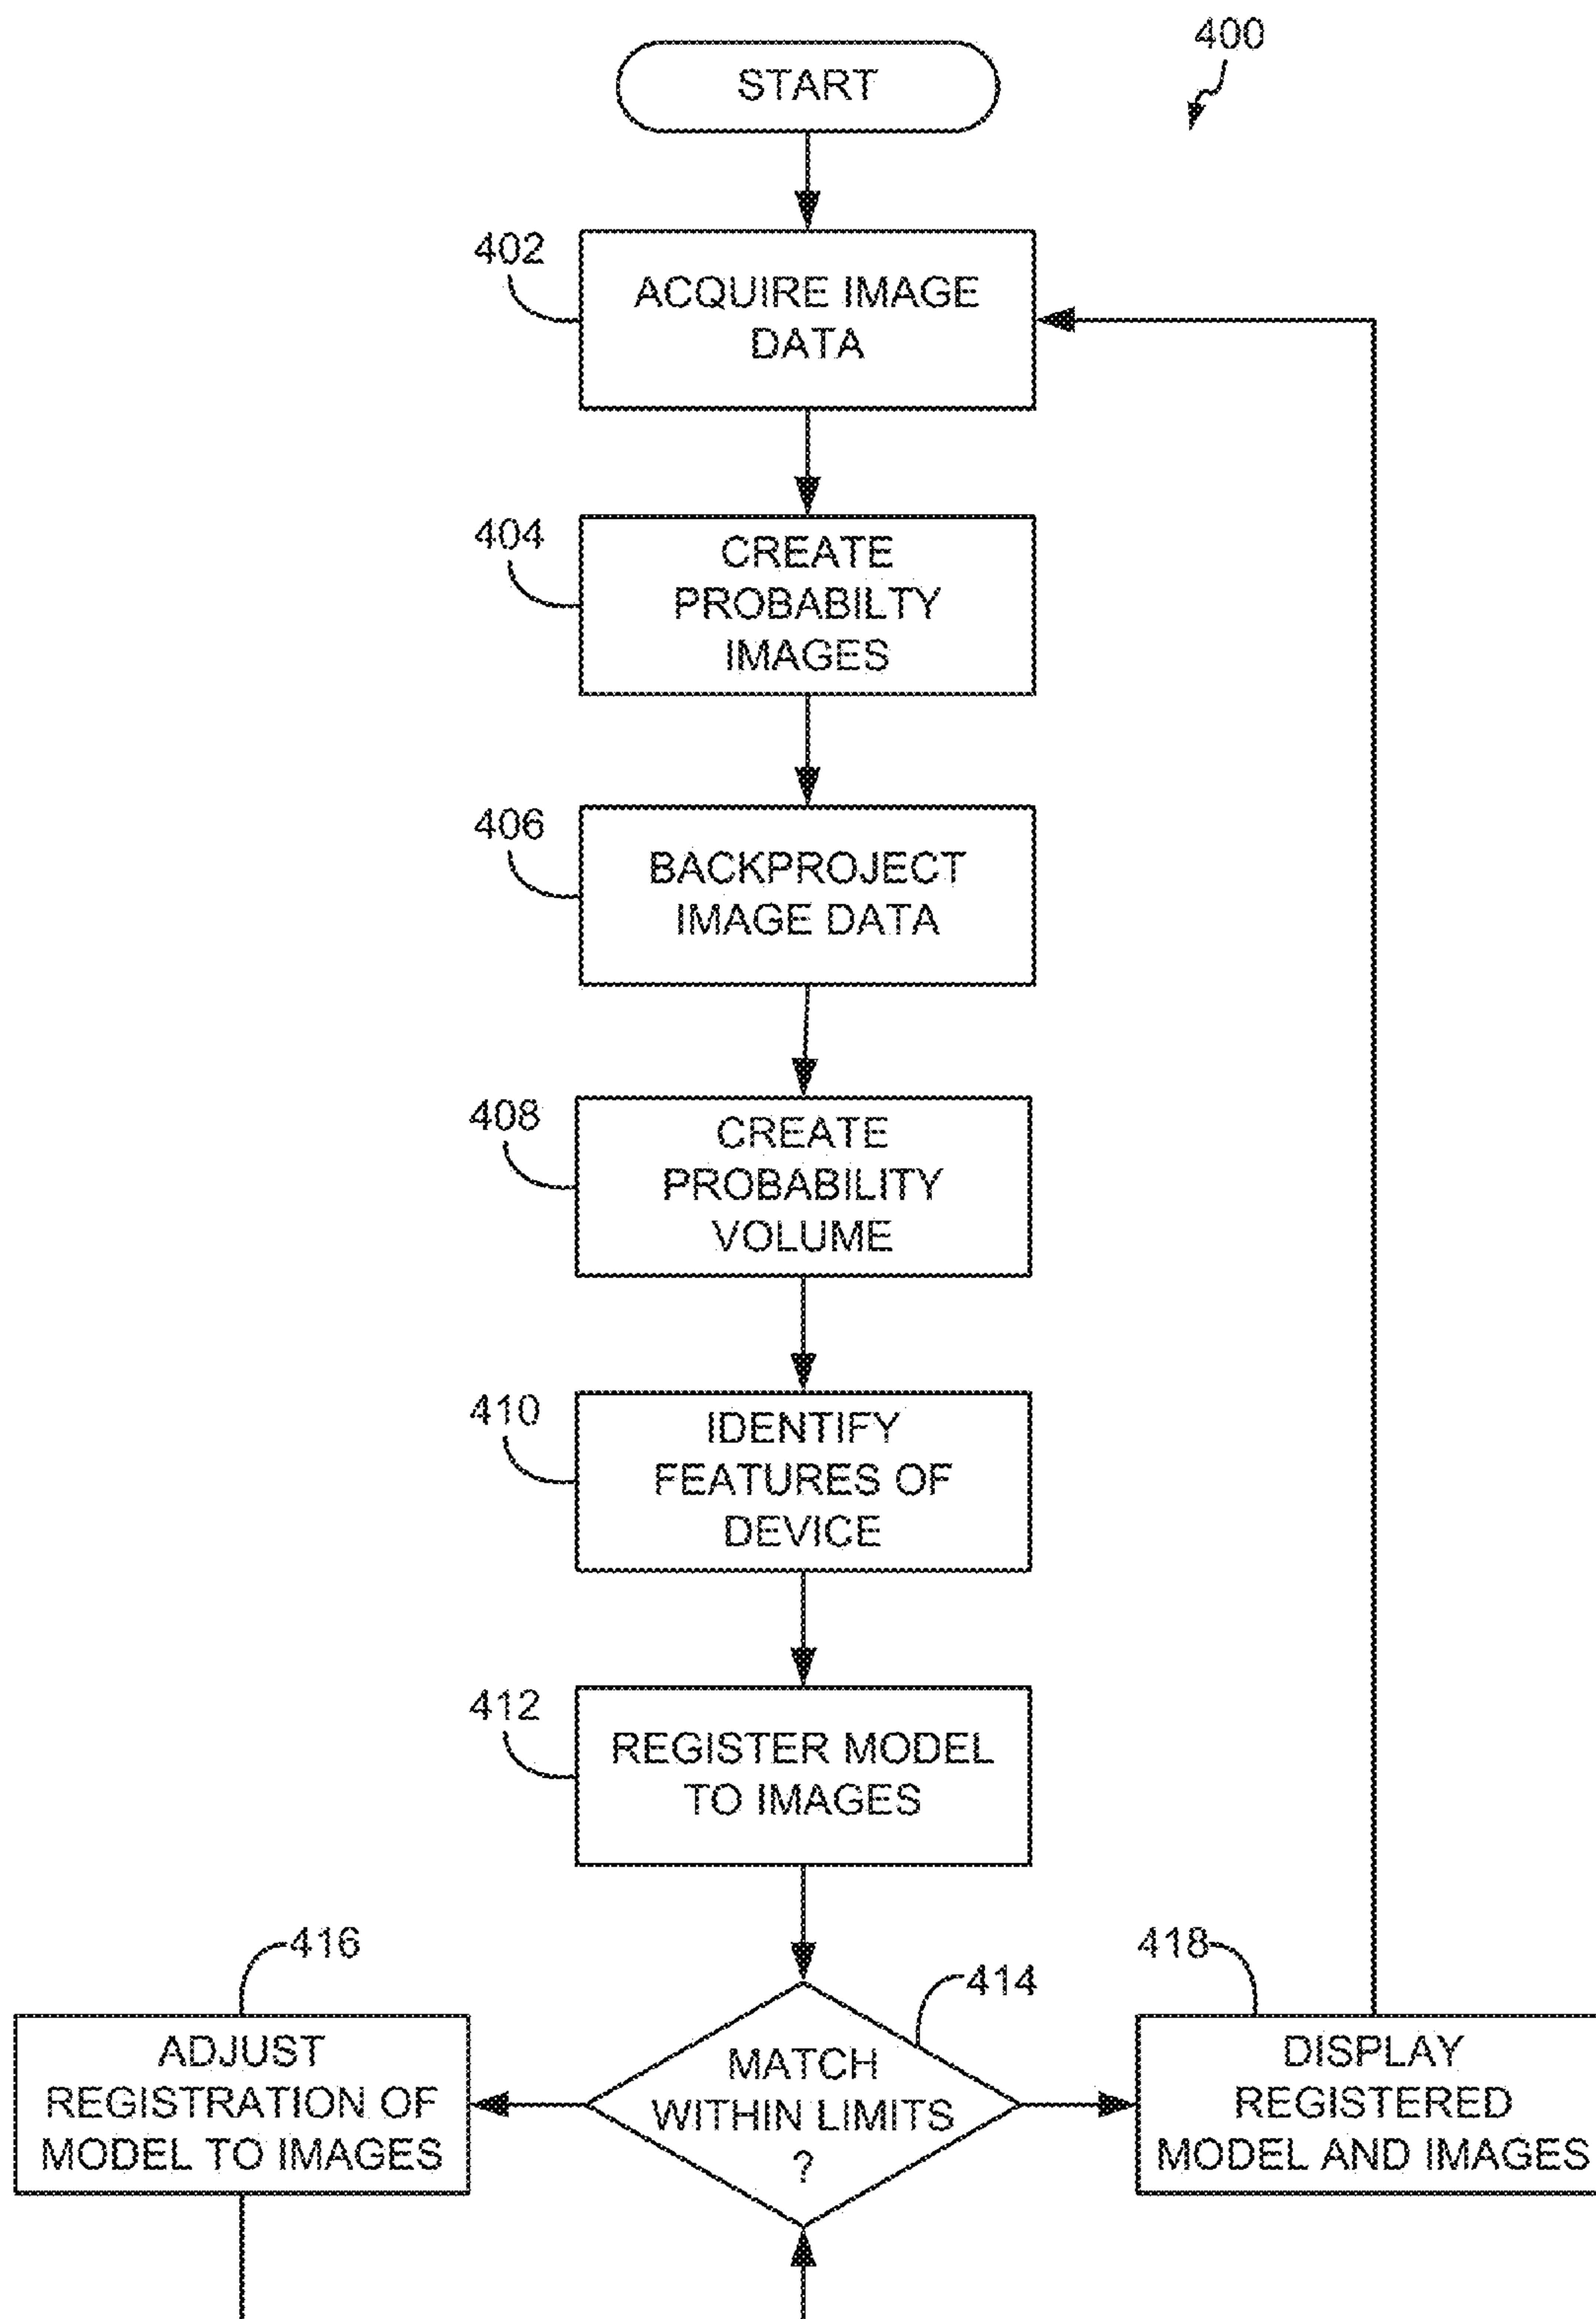 400
START
402
ACQUIRE IMAGE
DATA
404
CREATE
PROBABILTY
IMAGES
406
BACKPROJECT
IMAGE DATA
408
CREATE
PROBABILITY
VOLUME
410
IDENTIFY
FEATURES OF
DEVICE
412
REGISTER MODEL
TO IMAGES
416
ADJUST
REGISTRATION OF
MODEL TO IMAGES
414
MATCH
WITHIN LIMITS
?
418
DISPLAY
REGISTERED
MODEL AND IMAGES